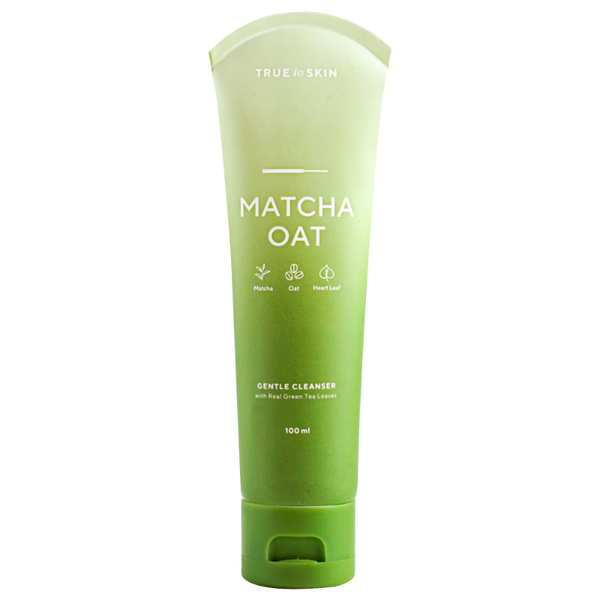 TRUE to SKIN
MATCHA
OAT
Matcha Oat Heart Leaf
GENTLE CLEANSER
with Real Green Tea Leaves
100 ml